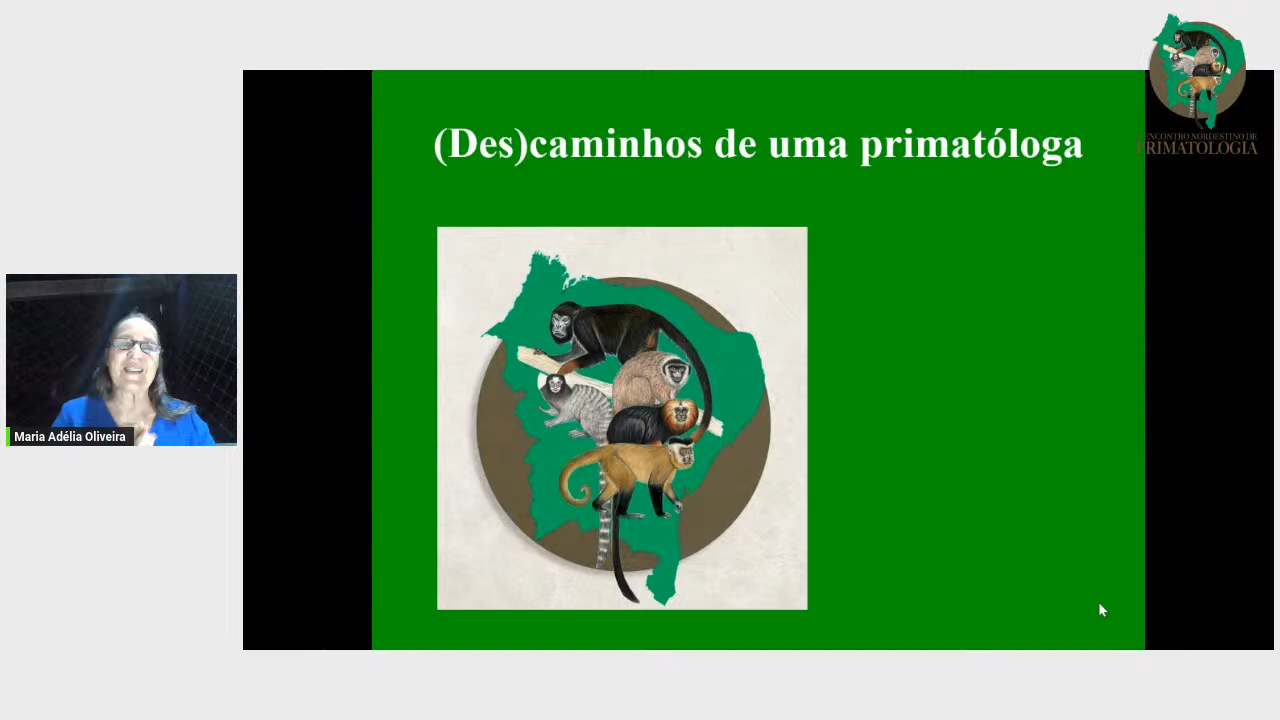 (Des)caminhos de uma primatóloga
ENCONTRO NORDESTINO DE
PRIMATOLOGIA
Maria Adélia Oliveira